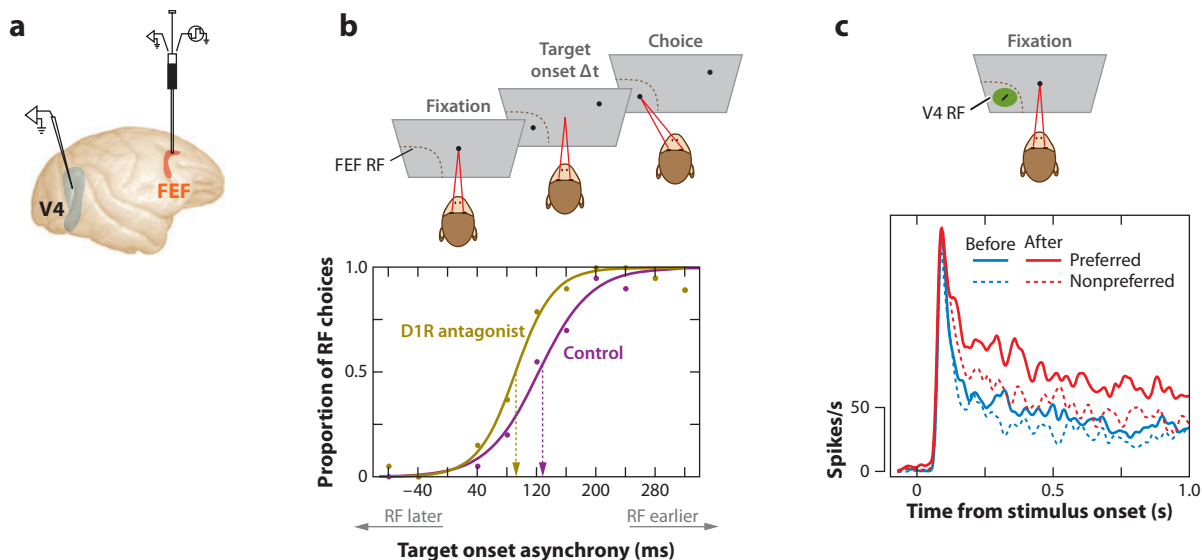 a
V4
FEF
b
Fixation
Target
onset Δt
Choice
FEF RF
1.0
0.5
0
Proportion of RF choices
D1R antagonist
Control
−40
40
120
200
280
RF later
RF earlier
Target onset asynchrony (ms)
c
Fixation
V4 RF
Before After
Preferred
Nonpreferred
50
0
Spikes/s
0
0.5
1.0
Time from stimulus onset (s)